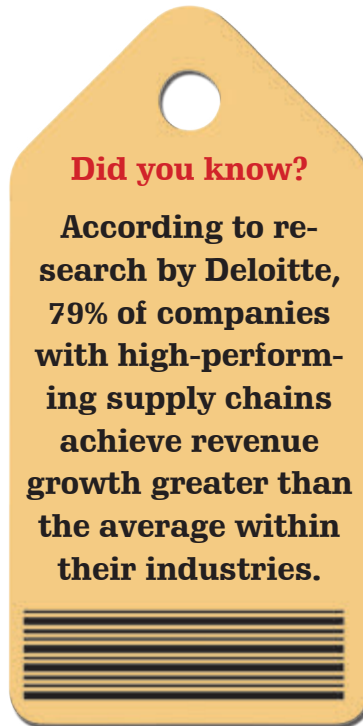 Did you know?
According to re-
search by Deloitte,
79% of companies
with high-perform-
ing supply chains
achieve revenue
growth greater than
the average within
their industries.